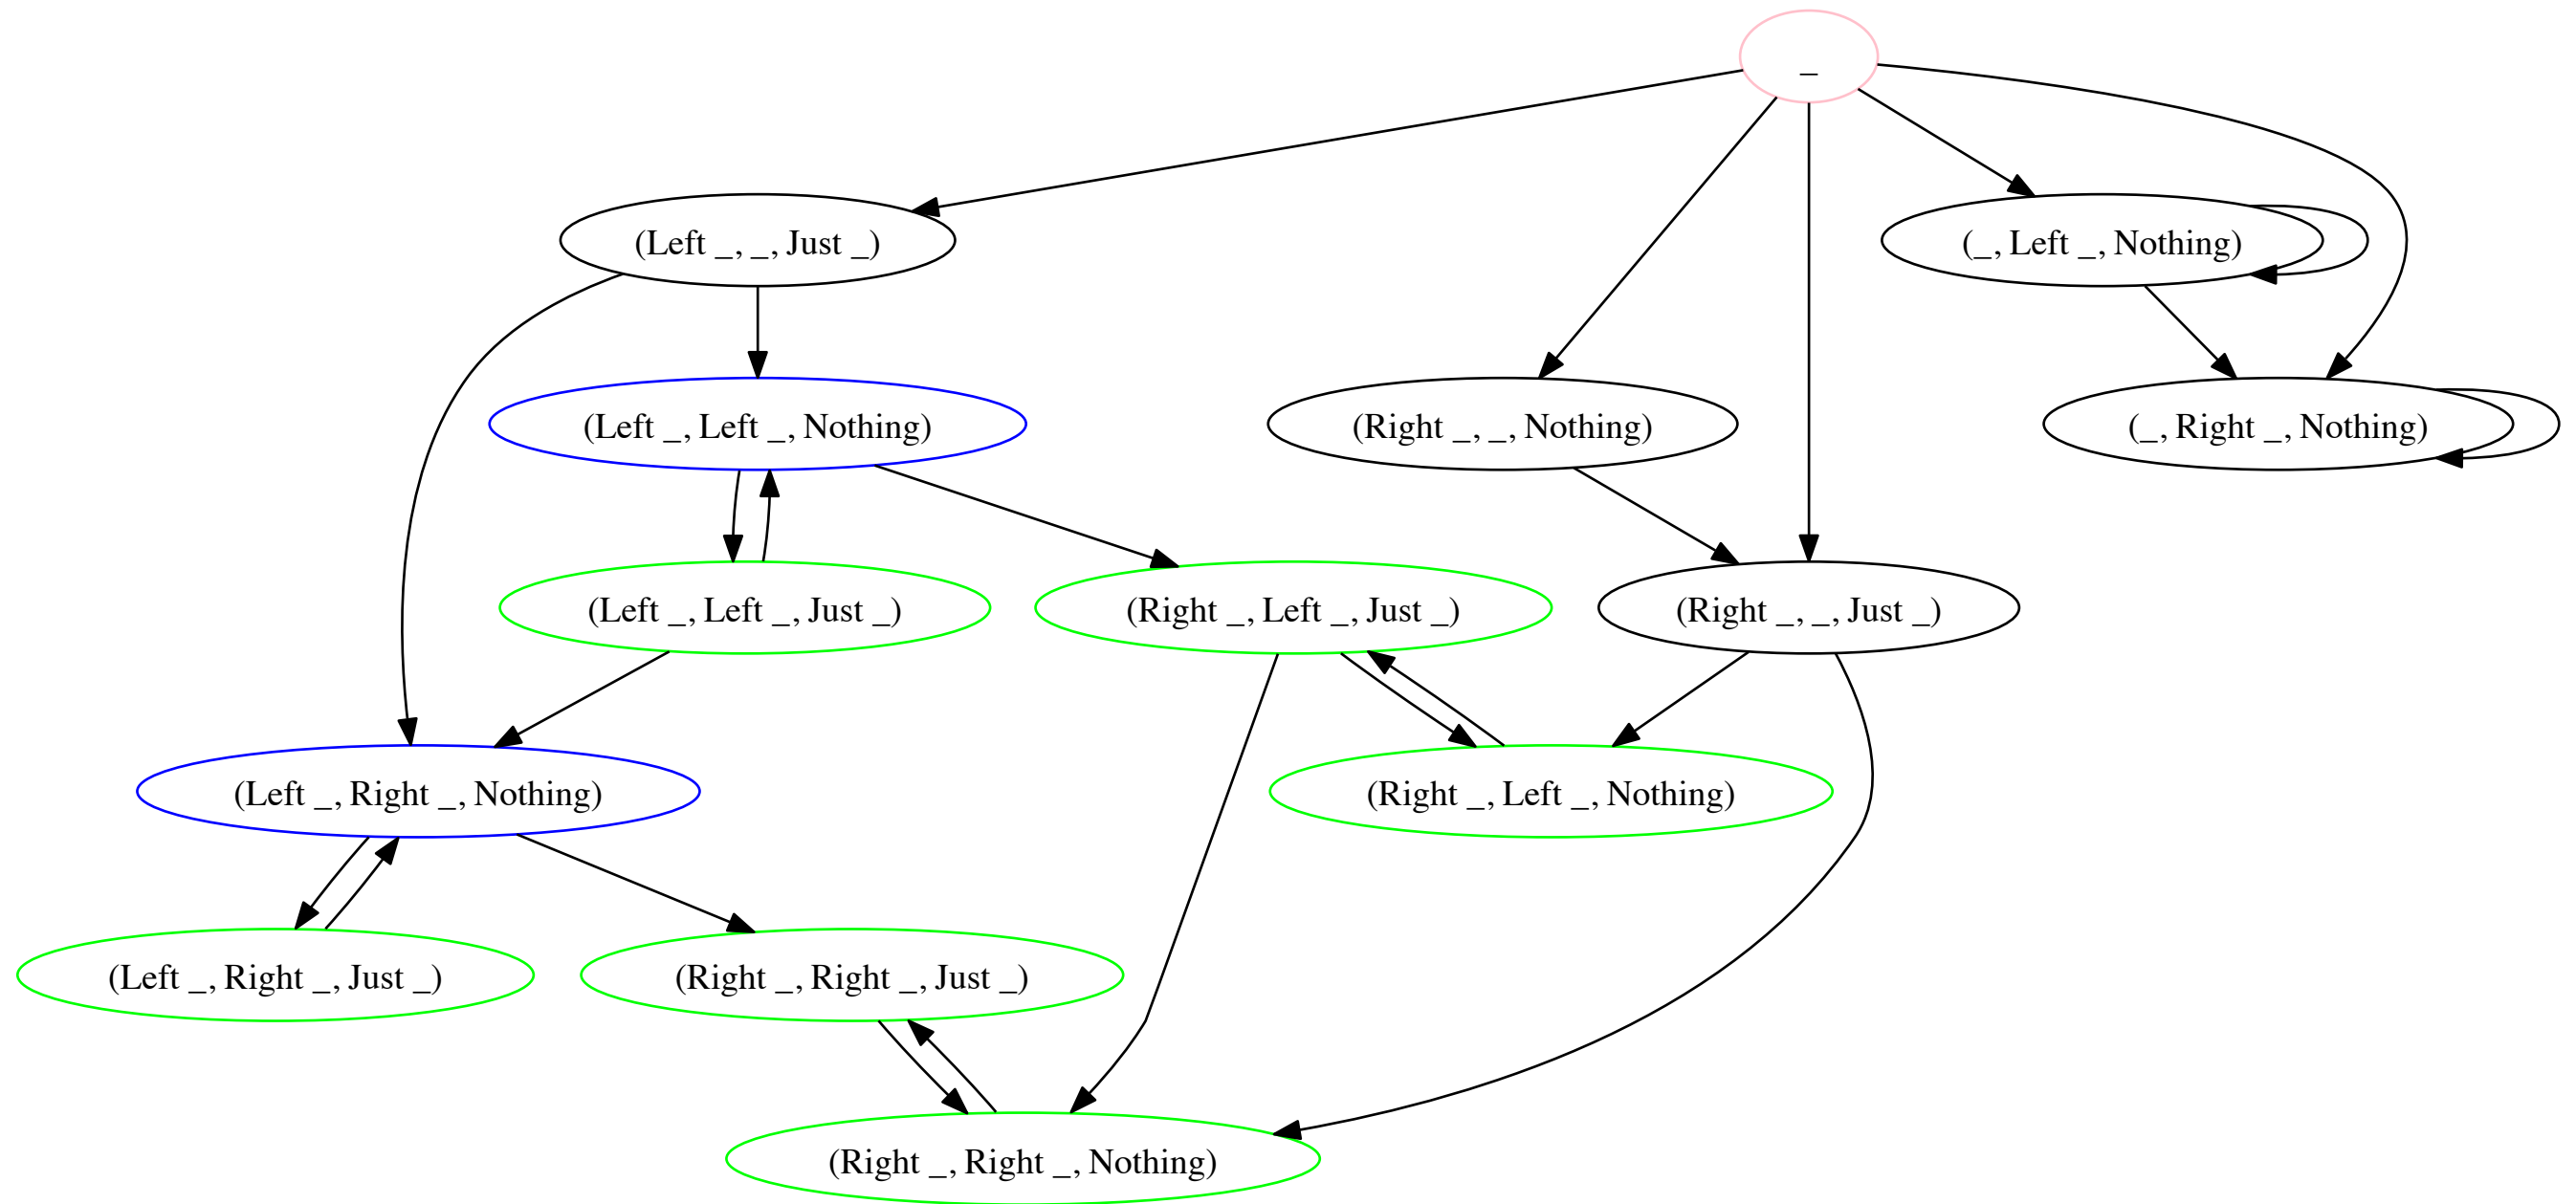 _
(Left _, _, Just _)
(_, Left _, Nothing)
(Left _, Left _, Nothing)
(Right _, _, Nothing)
(_, Right _, Nothing)
(Left _, Left _, Just _)
(Right _, Left _, Just _)
(Right _, _, Just _)
(Left _, Right _, Nothing)
(Right _, Left _, Nothing)
(Left _, Right _, Just _)
(Right _, Right _, Just _)
(Right _, Right _, Nothing)